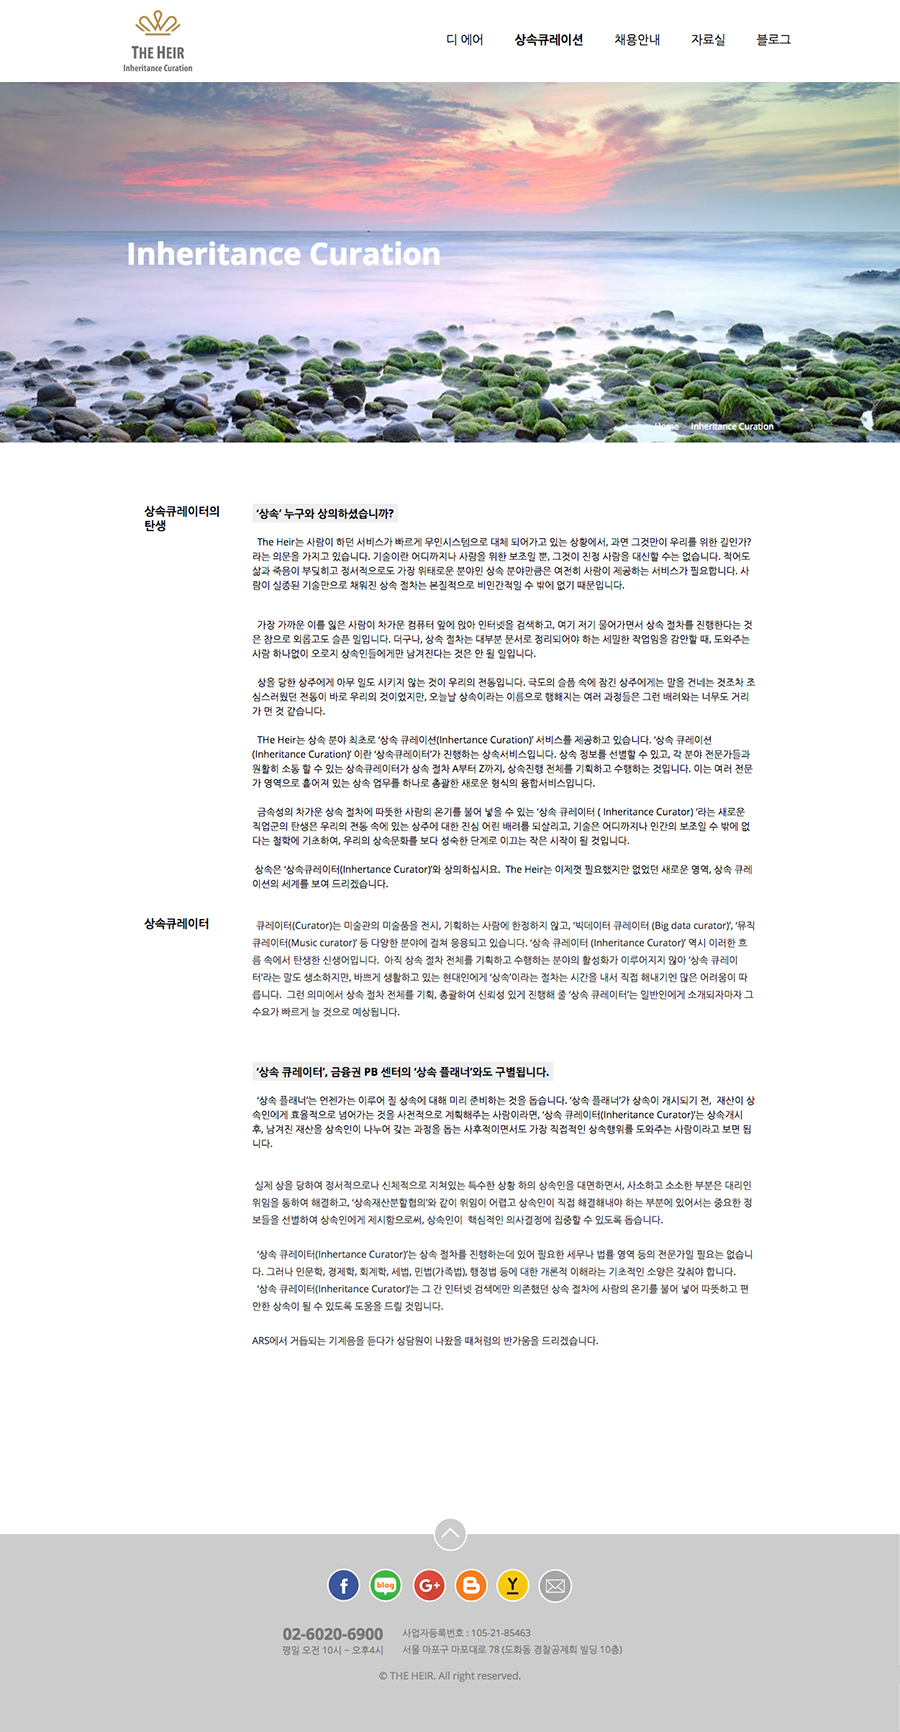 THE HEIR
Inheritance Curation
디 에어
상속큐레이션
채용안내
자료실
블로그
Inheritance Curation
Home
Inheritance Curation
상속큐레이터의
탄생
‘상속’ 누구와 상의하셨습니까?
The Heir는 사람이 하던 서비스가 빠르게 무인시스템으로 대체 되어가고 있는 상황에서, 과연 그것만이 우리를 위한 길인가?
라는 의문을 가지고 있습니다. 기술이란 어디까지나 사람을 위한 보조일 뿐, 그것이 진정 사람을 대신할 수는 없습니다. 적어도
삶과 죽음이 부딪히고 정서적으로도 가장 위태로운 분야인 상속 분야만큼은 여전히 사람이 제공하는 서비스가 필요합니다. 사
람이 실종된 기술만으로 채워진 상속 절차는 본질적으로 비인간적일 수 밖에 없기 때문입니다.
가장 가까운 이를 잃은 사람이 차가운 컴퓨터 앞에 앉아 인터넷을 검색하고, 여기 저기 물어가면서 상속 절차를 진행한다는 것
은 참으로 외롭고도 슬픈 일입니다. 더구나, 상속 절차는 대부분 문서로 정리되어야 하는 세밀한 작업임을 감안할 때, 도와주는
사람 하나없이 오로지 상속인들에게만 남겨진다는 것은 안 될 일입니다.
상을 당한 상주에게 아무 일도 시키지 않는 것이 우리의 전통입니다. 극도의 슬픔 속에 잠긴 상주에게는 말을 건네는 것조차 조
심스러웠던 전통이 바로 우리의 것이었지만, 오늘날 상속이라는 이름으로 행해지는 여러 과정들은 그런 배려와는 너무도 거리
가 먼 것 같습니다.
THe Heir는 상속 분야 최초로 ‘상속 큐레이션(Inhertance Curation)’ 서비스를 제공하고 있습니다. ‘상속 큐레이션
(Inheritance Curation)’ 이란 ‘상속큐레이터’가 진행하는 상속서비스입니다. 상속 정보를 선별할 수 있고, 각 분야 전문가들과
원활히 소통 할 수 있는 상속큐레이터가 상속 절차 A부터 Z까지, 상속진행 전체를 기획하고 수행하는 것입니다. 이는 여러 전문
가 영역으로 흩어져 있는 상속 업무를 하나로 총괄한 새로운 형식의 융합서비스입니다.
금속성의 차가운 상속 절차에 따뜻한 사람의 온기를 불어 넣을 수 있는 ‘상속 큐레이터 ( Inheritance Curator) ‘라는 새로운
직업군의 탄생은 우리의 전통 속에 있는 상주에 대한 진심 어린 배려를 되살리고, 기술은 어디까지나 인간의 보조일 수 밖에 없
다는 철학에 기초하여, 우리의 상속문화를 보다 성숙한 단계로 이끄는 작은 시작이 될 것입니다.
상속은 ‘상속큐레이터(Inhertance Curator)’와 상의하십시요.  The Heir는 이제껏 필요했지만 없었던 새로운 영역, 상속 큐레
이션의 세계를 보여 드리겠습니다.
상속큐레이터
큐레이터(Curator)는 미술관의 미술품을 전시, 기획하는 사람에 한정하지 않고, ‘빅데이터 큐레이터 (Big data curator)’, ‘뮤직
큐레이터(Music curator)’ 등 다양한 분야에 걸쳐 응용되고 있습니다. ‘상속 큐레이터 (Inheritance Curator)’ 역시 이러한 흐
름 속에서 탄생한 신생어입니다.  아직 상속 절차 전체를 기획하고 수행하는 분야의 활성화가 이루어지지 않아 ‘상속 큐레이
터’라는 말도 생소하지만, 바쁘게 생활하고 있는 현대인에게 ‘상속’이라는 절차는 시간을 내서 직접 해내기엔 많은 어려움이 따
릅니다.  그런 의미에서 상속 절차 전체를 기획, 총괄하여 신뢰성 있게 진행해 줄 ‘상속 큐레이터’는 일반인에게 소개되자마자 그
수요가 빠르게 늘 것으로 예상됩니다.
‘상속 큐레이터’, 금융권 PB 센터의 ‘상속 플래너’와도 구별됩니다.
‘상속 플래너’는 언젠가는 이루어 질 상속에 대해 미리 준비하는 것을 돕습니다. ‘상속 플래너’가 상속이 개시되기 전,  재산이 상
속인에게 효율적으로 넘어가는 것을 사전적으로 계획해주는 사람이라면, ‘상속 큐레이터(Inheritance Curator)’는 상속개시
후, 남겨진 재산을 상속인이 나누어 갖는 과정을 돕는 사후적이면서도 가장 직접적인 상속행위를 도와주는 사람이라고 보면 됩
니다.
실제 상을 당하여 정서적으로나 신체적으로 지쳐있는 특수한 상황 하의 상속인을 대면하면서, 사소하고 소소한 부분은 대리인
위임을 통하여 해결하고, ‘상속재산분할협의’와 같이 위임이 어렵고 상속인이 직접 해결해내야 하는 부분에 있어서는 중요한 정
보들을 선별하여 상속인에게 제시함으로써, 상속인이  핵심적인 의사결정에 집중할 수 있도록 돕습니다.
‘상속 큐레이터(Inhertance Curator)’는 상속 절차를 진행하는데 있어 필요한 세무나 법률 영역 등의 전문가일 필요는 없습니
다. 그러나 인문학, 경제학, 회계학, 세법, 민법(가족법), 행정법 등에 대한 개론적 이해라는 기초적인 소양은 갖춰야 합니다.
‘상속 큐레이터(Inheritance Curator)’는 그 간 인터넷 검색에만 의존했던 상속 절차에 사람의 온기를 불어 넣어 따뜻하고 편
안한 상속이 될 수 있도록 도움을 드릴 것입니다.
ARS에서 거듭되는 기계음을 듣다가 상담원이 나왔을 때처럼의 반가움을 드리겠습니다.
f
blog
G+
B
Y
02-6020-6900
평일 오전 10시 ~ 오후4시
사업자등록번호 : 105-21-85463
서울 마포구 마포대로 78 (도화동 경찰공제회 빌딩 10층)
© THE HEIR. All right reserved.